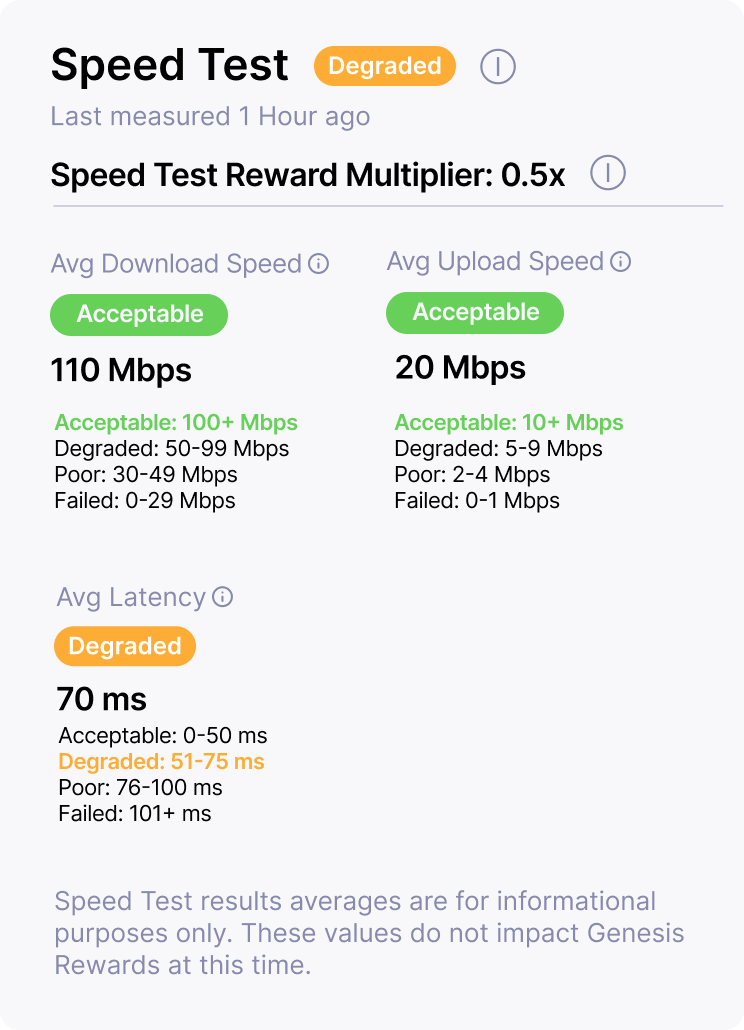 Speed Test
Degraded
Last measured 1 Hour ago
Speed Test Reward Multiplier: 0.5x
Avg Download Speed
Acceptable
110 Mbps
Acceptable: 100+ Mbps
Degraded: 50-99 Mbps
Poor: 30-49 Mbps
Failed: 0-29 Mbps
Avg Upload Speed
Acceptable
20 Mbps
Acceptable: 10+ Mbps
Degraded: 5-9 Mbps
Poor: 2-4 Mbps
Failed: 0-1 Mbps
Avg Latency
Degraded
70 ms
Acceptable: 0-50 ms
Degraded: 51-75 ms
Poor: 76-100 ms
Failed: 101+ ms
Speed Test results averages are for informational
purposes only. These values do not impact Genesis
Rewards at this time.